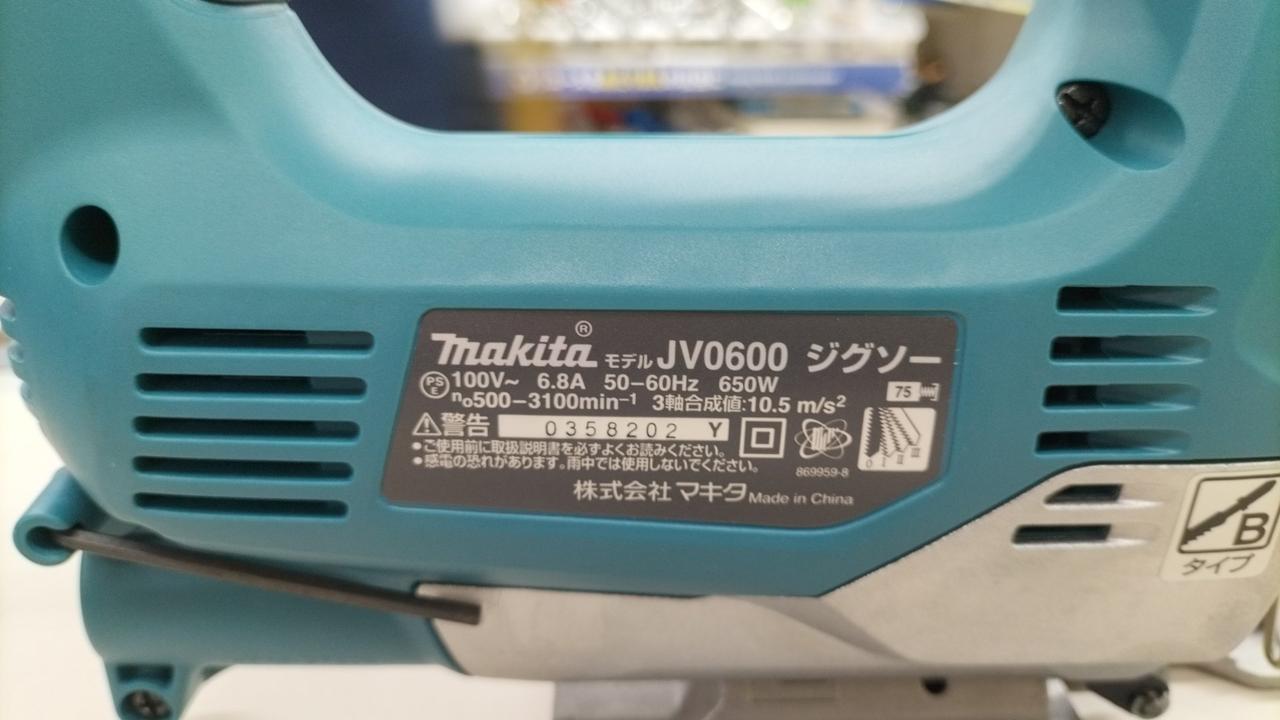 makita® モデル JV0600 ジグソー
PSE 100V~ 6.8A 50-60Hz 650W
n₀500-3100min⁻¹ 3軸合成値:10.5 m/s²
75
⚠警告 0358202 Y
●ご使用前に取扱説明書を必ずよくお読みください。
●感電の恐れがあります。雨中では使用しないでください。
869959-8
0 I II III
株式会社 マキタ Made in China
B
タイプ